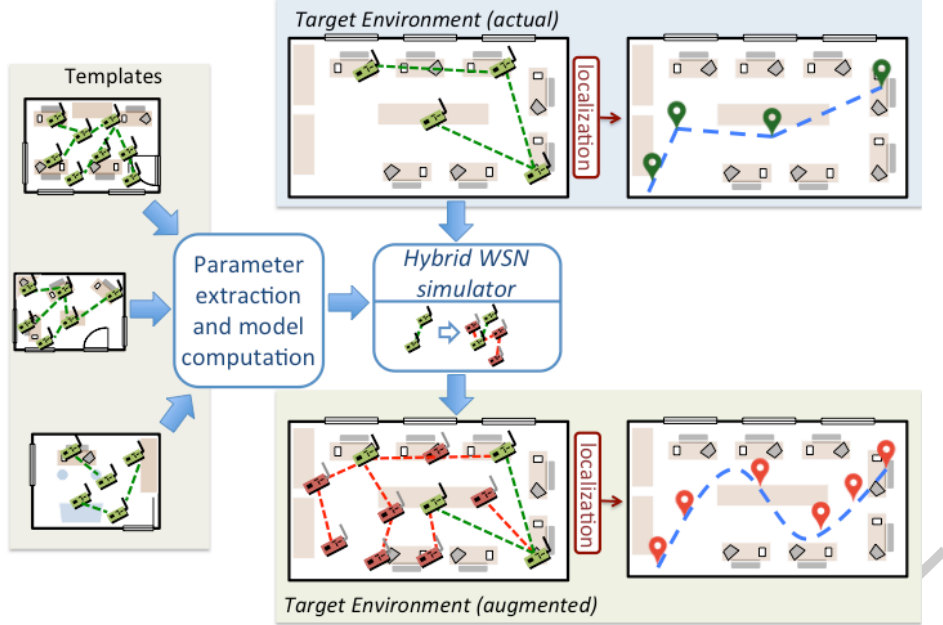 Target Environment (actual)
Templates
localization
Parameter
extraction
and model
computation
Hybrid WSN
simulator
localization
Target Environment (augmented)